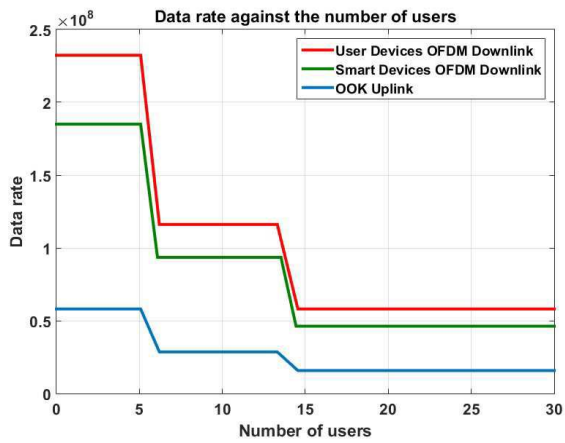 Data rate against the number of users
×10⁸
2.5
2
1.5
1
0.5
0
Data rate
User Devices OFDM Downlink
Smart Devices OFDM Downlink
OOK Uplink
0 5 10 15 20 25 30
Number of users